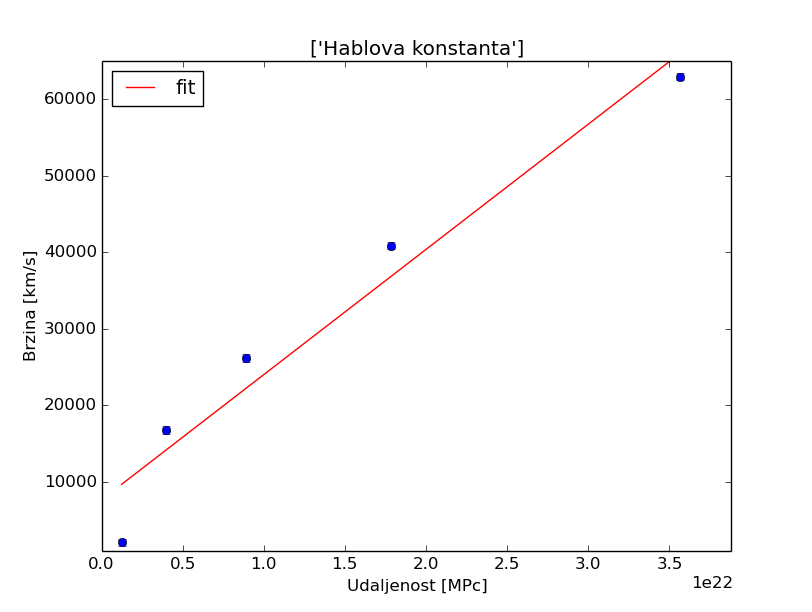 ['Hablova konstanta']
fit
60000
50000
40000
30000
20000
10000
Brzina [km/s]
0.0 0.5 1.0 1.5 2.0 2.5 3.0 3.5
1e22
Udaljenost [MPc]